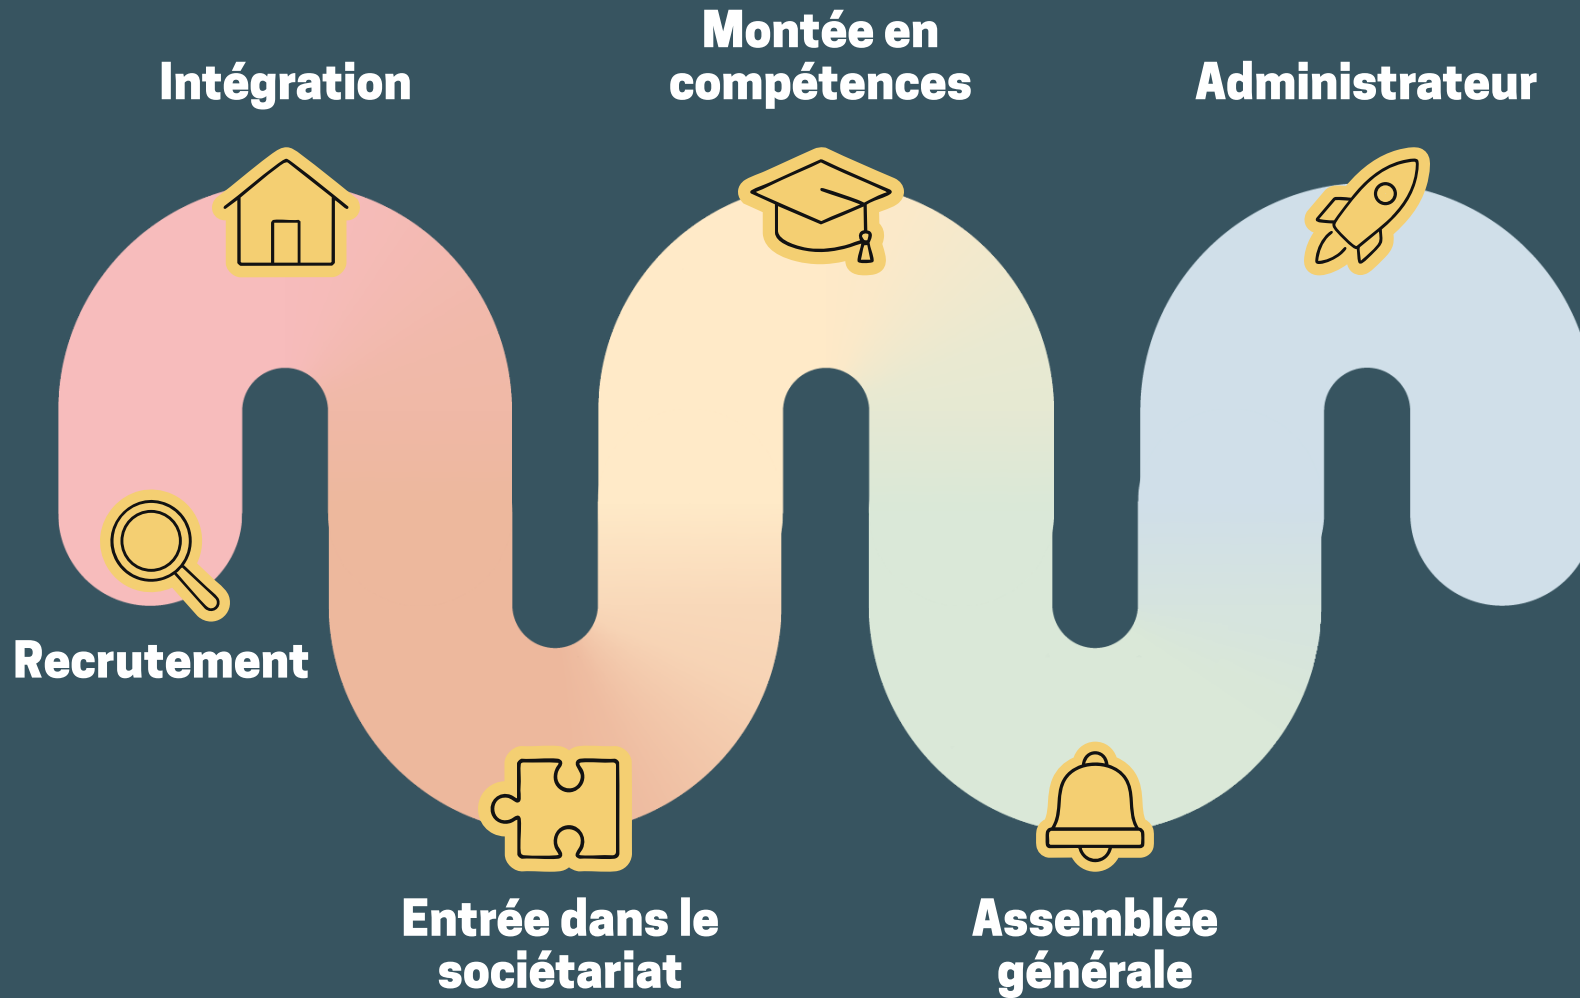 Recrutement
Intégration
Entrée dans le
sociétariat
Montée en
compétences
Assemblée
générale
Administrateur